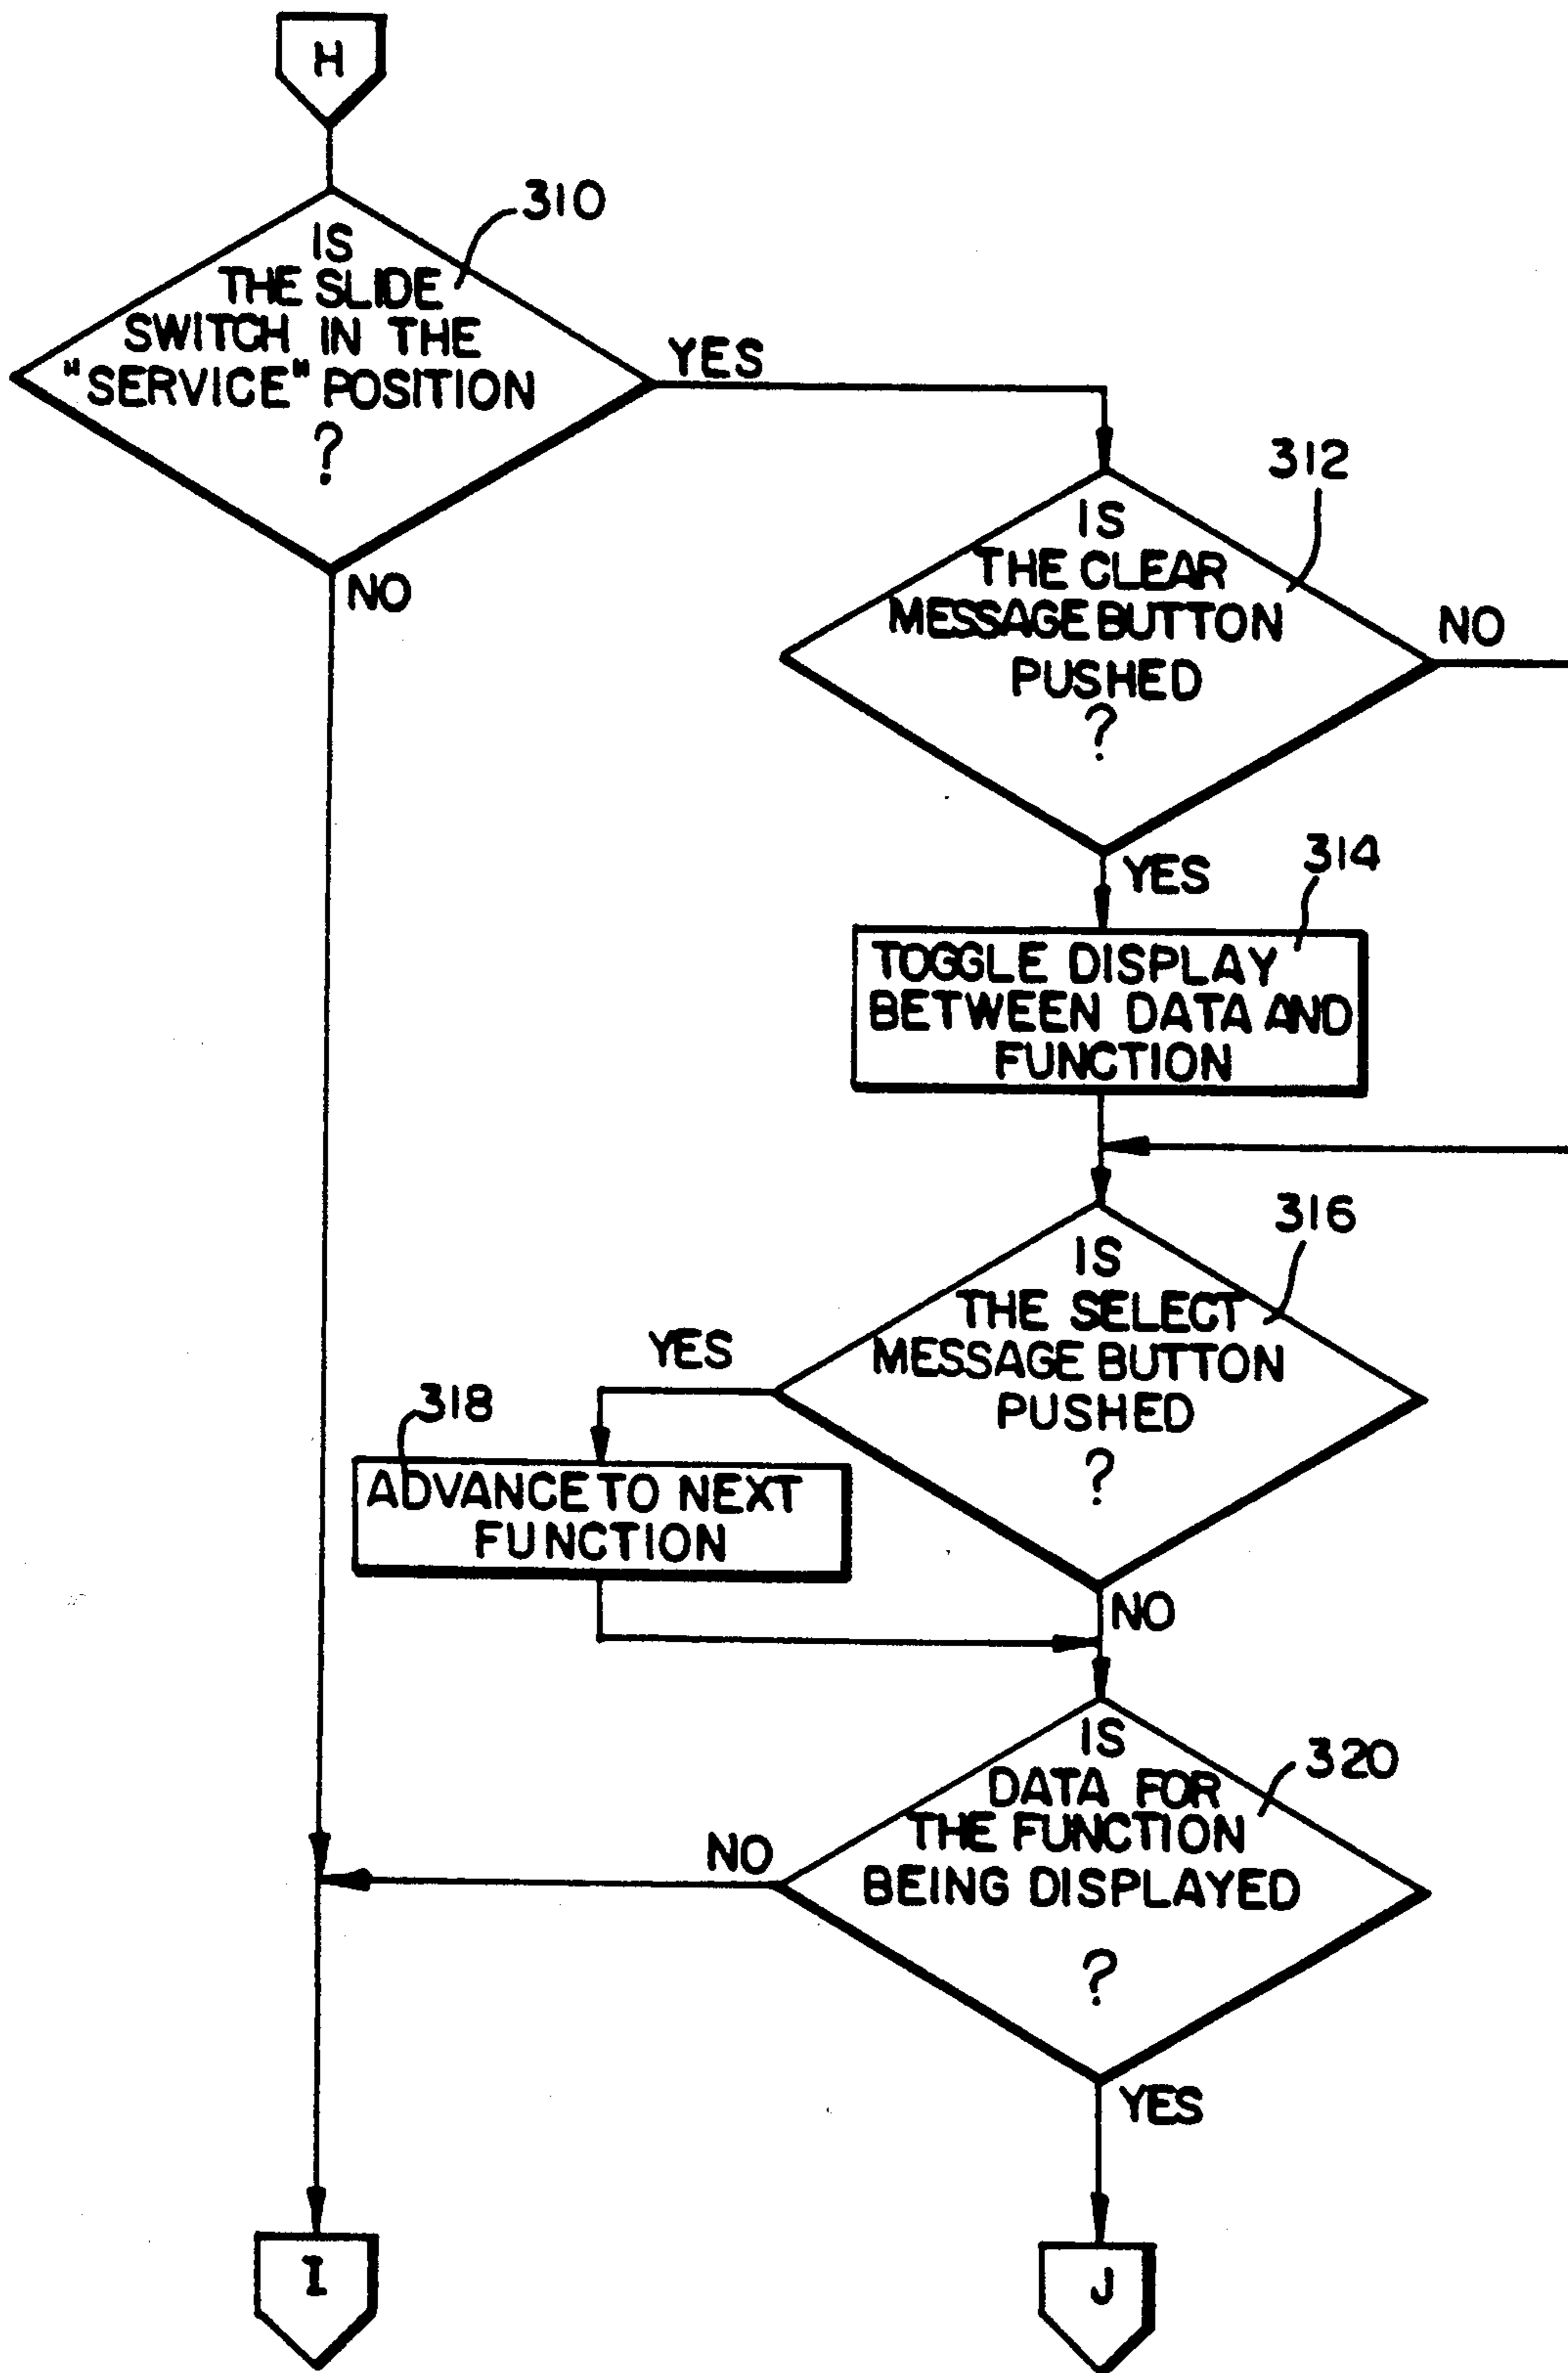 H
310
IS
THE SLIDE
SWITCH IN THE
"SERVICE" POSITION
?
YES
NO
312
IS
THE CLEAR
MESSAGE BUTTON
PUSHED
?
NO
YES
314
TOGGLE DISPLAY
BETWEEN DATA AND
FUNCTION
316
IS
THE SELECT
MESSAGE BUTTON
PUSHED
?
YES
318
ADVANCE TO NEXT
FUNCTION
NO
320
IS
DATA FOR
THE FUNCTION
BEING DISPLAYED
?
NO
YES
I
J